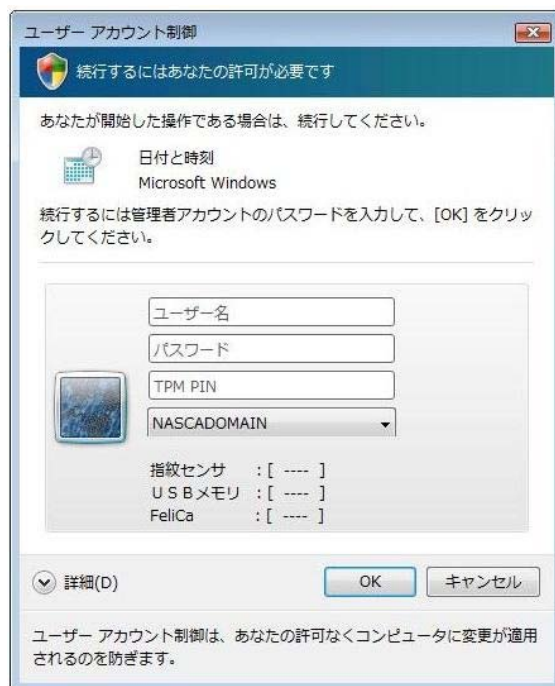 ユーザー アカウント制御
続行するにはあなたの許可が必要です
あなたが開始した操作である場合は、続行してください。
日付と時刻
Microsoft Windows
続行するには管理者アカウントのパスワードを入力して、[OK] をクリッ
クしてください。
ユーザー名
パスワード
TPM PIN
NASCADOMAIN
指紋センサ :[ ---- ]
ＵＳＢメモリ :[ ---- ]
FeliCa :[ ---- ]
詳細(D)
OK
キャンセル
ユーザー アカウント制御は、あなたの許可なくコンピュータに変更が適用
されるのを防ぎます。